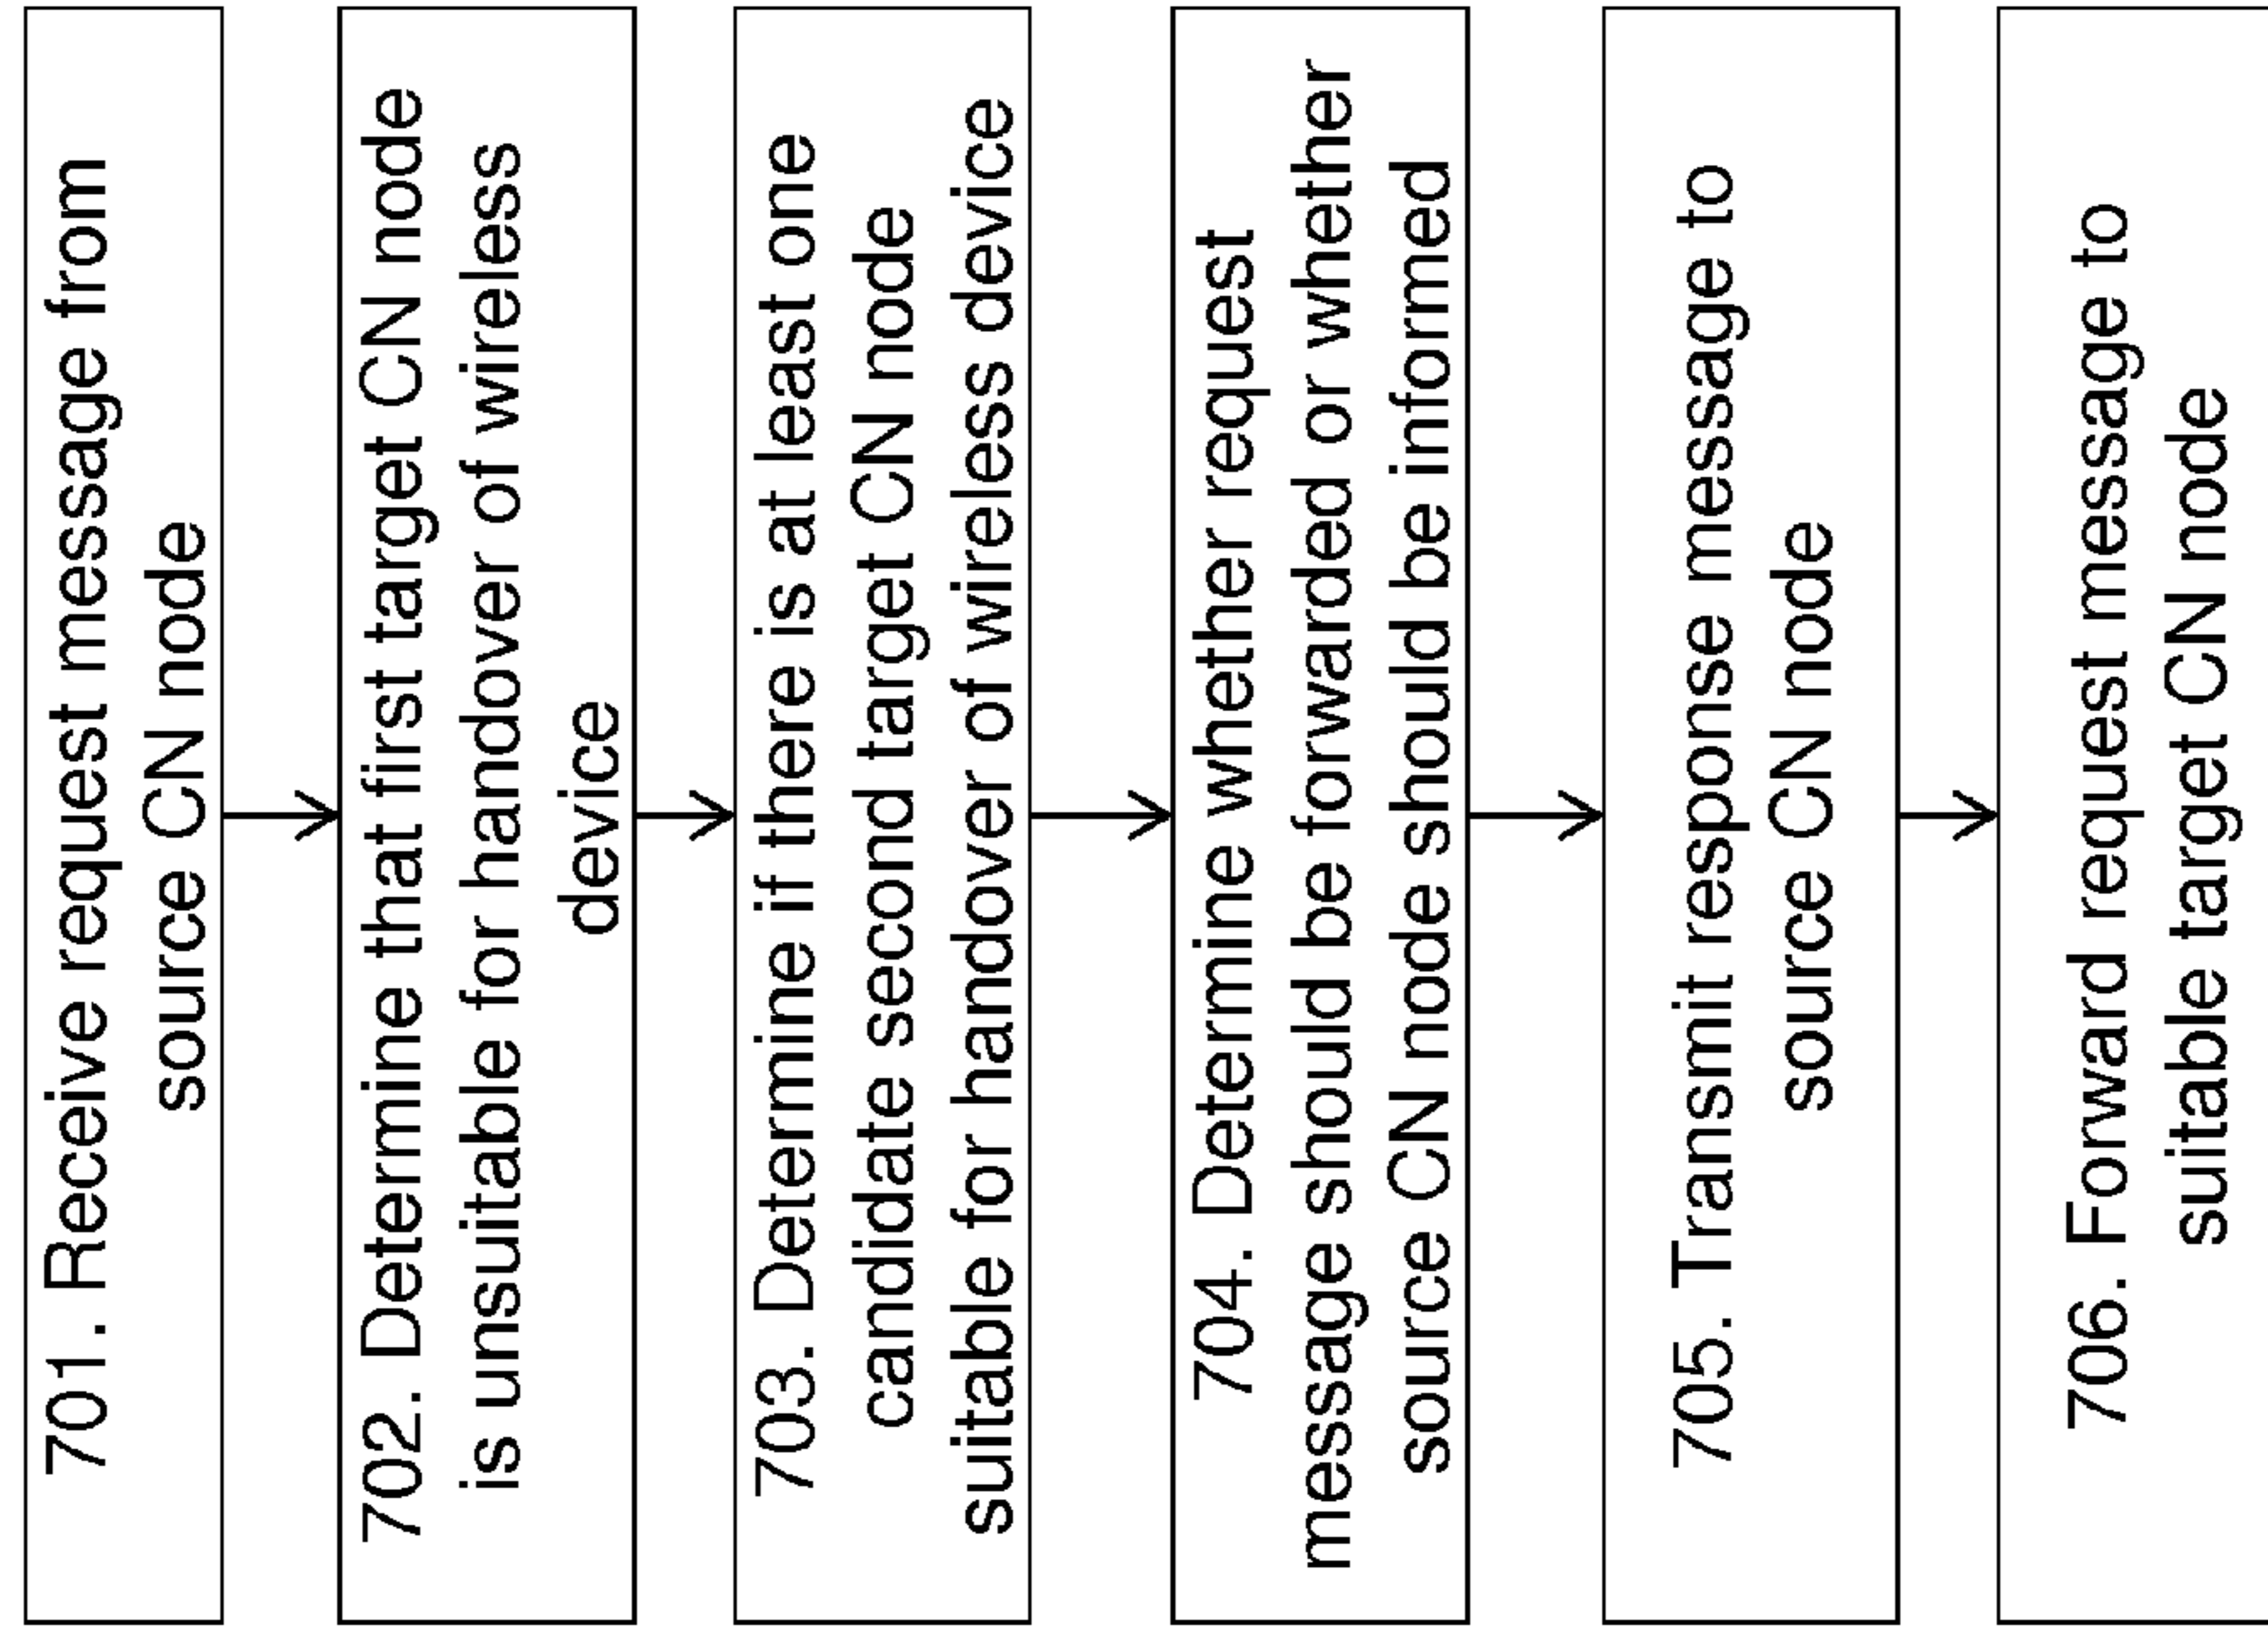 701. Receive request message from
source CN node
702. Determine that first target CN node
is unsuitable for handover of wireless
device
703. Determine if there is at least one
candidate second target CN node
suitable for handover of wireless device
704. Determine whether request
message should be forwarded or whether
source CN node should be informed
705. Transmit response message to
source CN node
706. Forward request message to
suitable target CN node